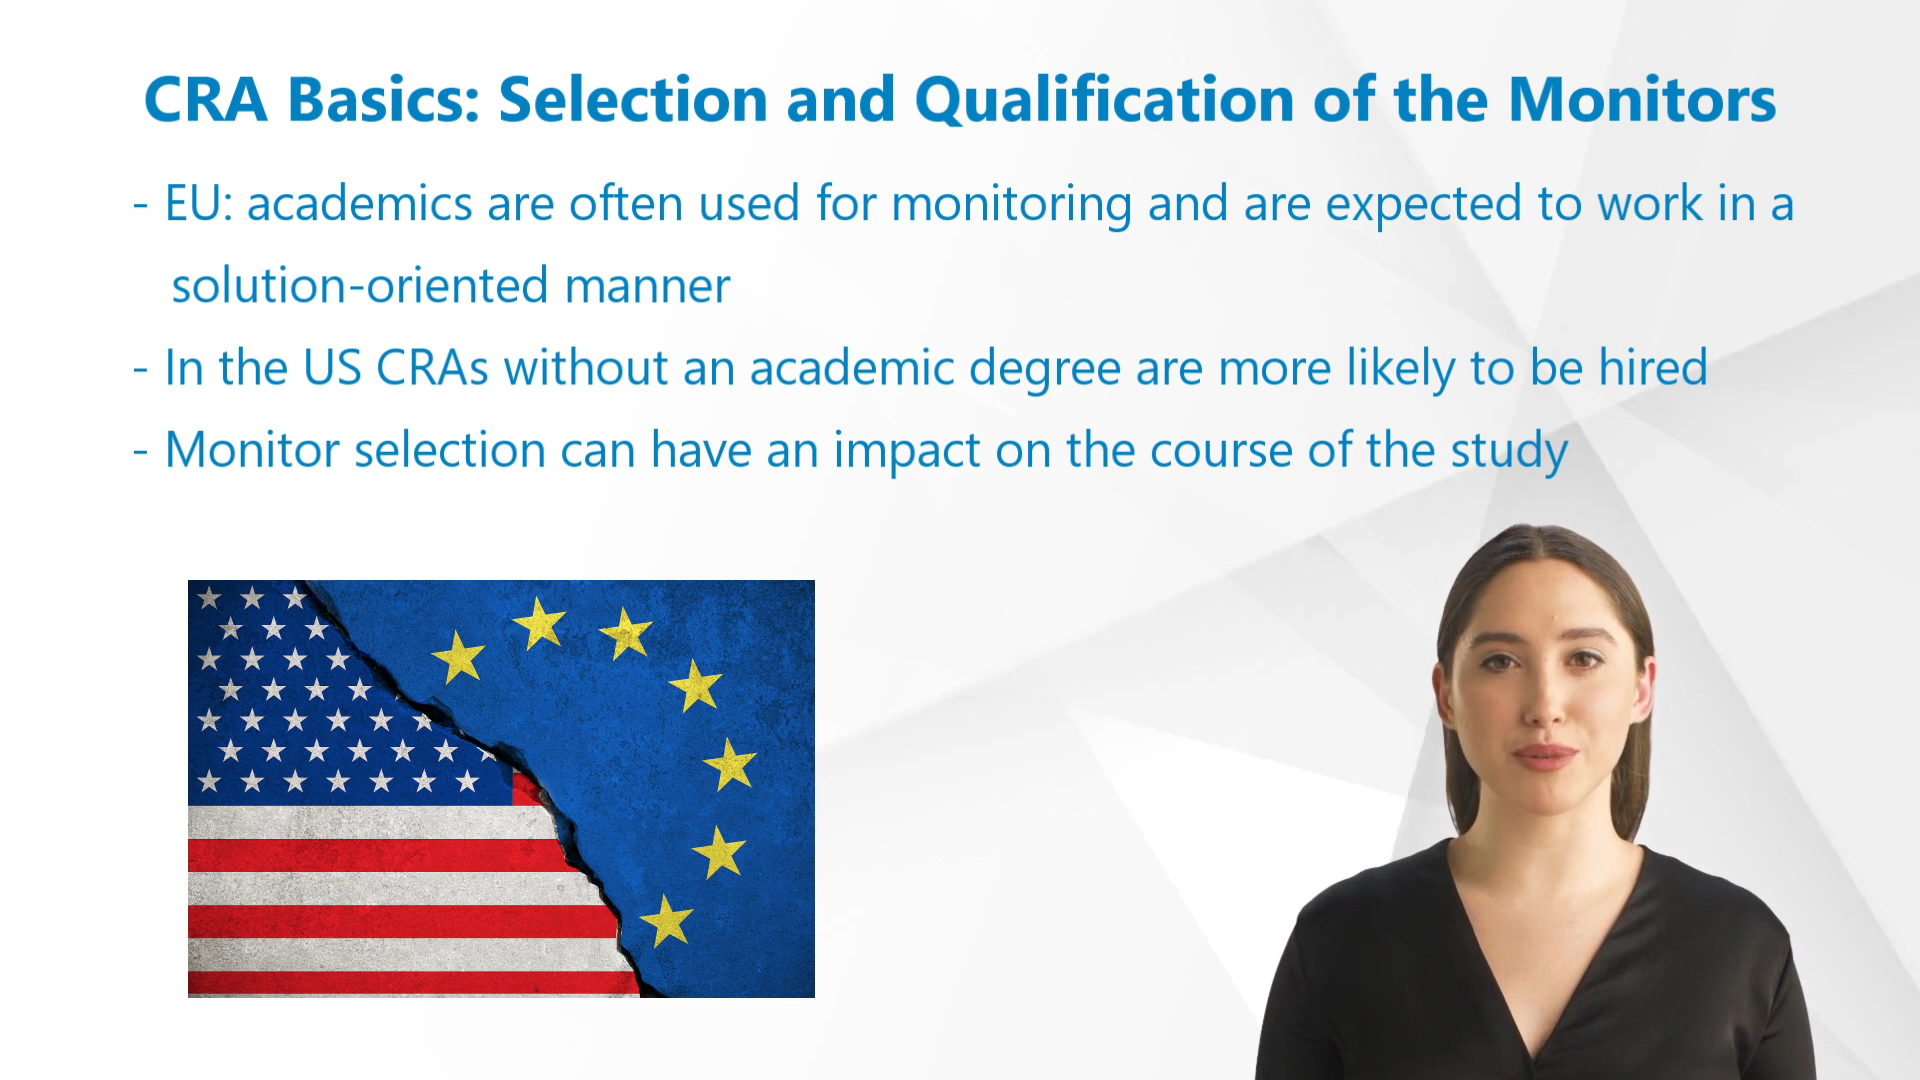 CRA Basics: Selection and Qualification of the Monitors
- EU: academics are often used for monitoring and are expected to work in a
solution-oriented manner
- In the US CRAs without an academic degree are more likely to be hired
- Monitor selection can have an impact on the course of the study